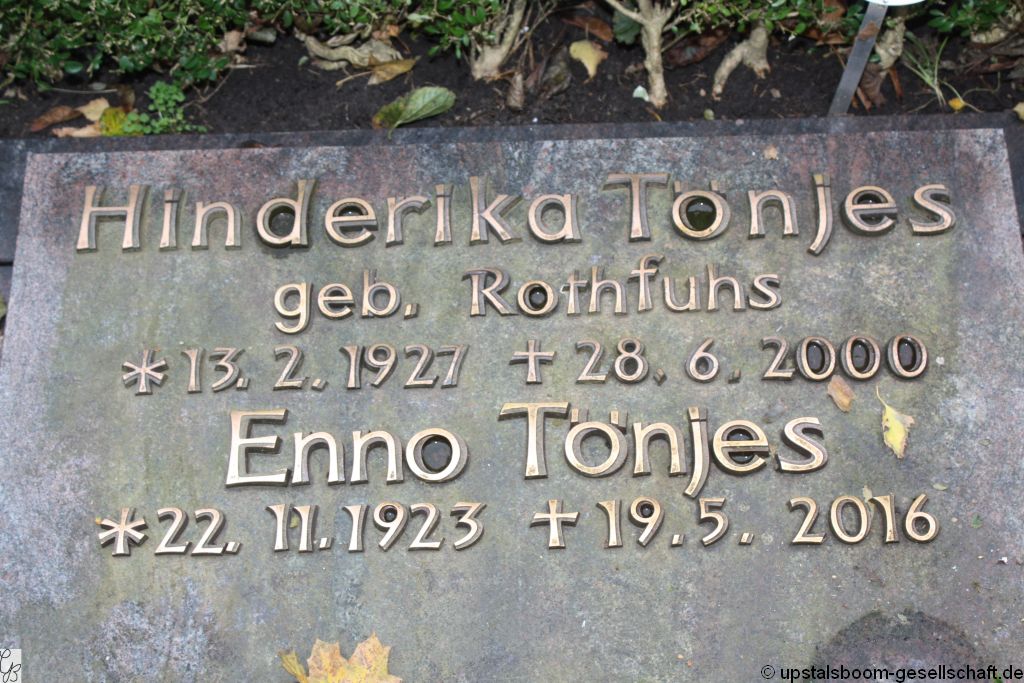 Hinderika Tönjes
geb. Rothfuhs
* 13. 2. 1927 † 28. 6. 2000
Enno Tönjes
* 22. 11. 1923 † 19. 5. 2016
© upstalsboom-gesellschaft.de